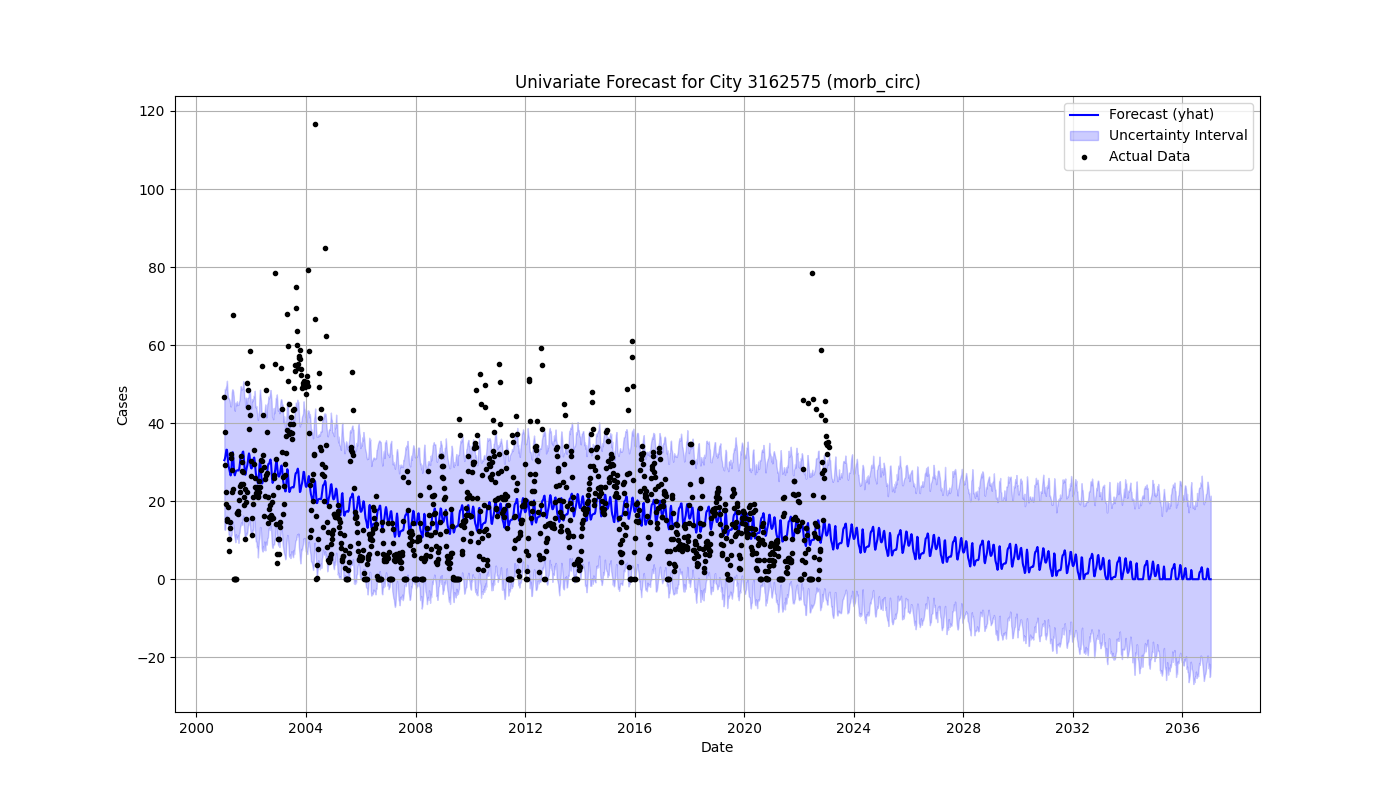 Univariate Forecast for City 3162575 (morb_circ)
Forecast (yhat)
Uncertainty Interval
Actual Data
Cases
120
100
80
60
40
20
0
−20
2000 2004 2008 2012 2016 2020 2024 2028 2032 2036
Date